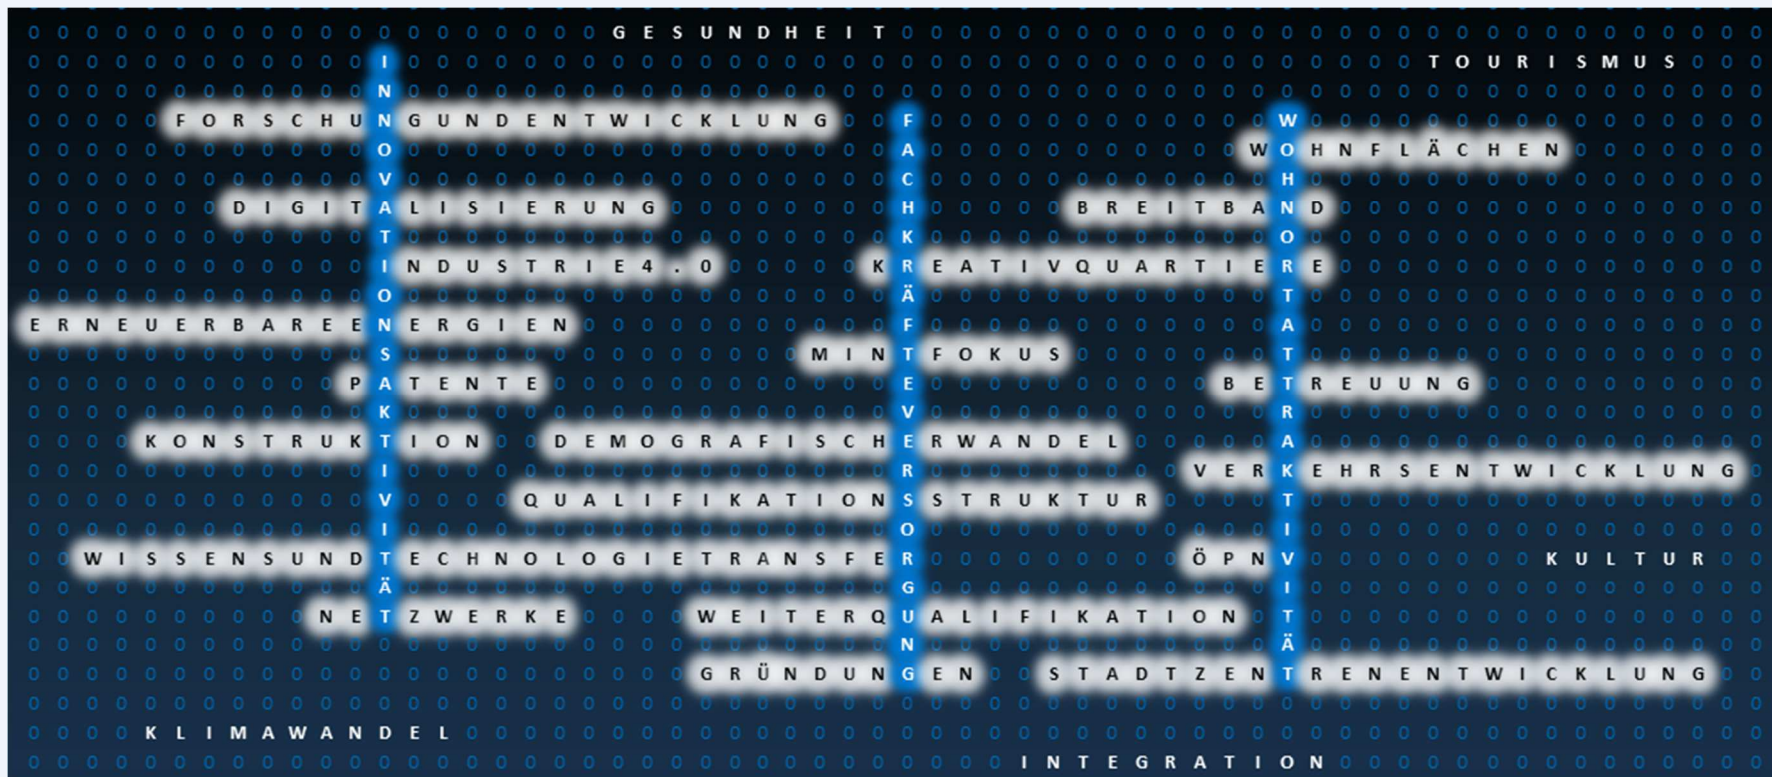 GESUNDHEIT
TOURISMUS
INNOVATIONSAKTIVITÄT
FORSCHUNGUNDENTWICKLUNG
FACHKRÄFTEVERSORGUNG
WOHNORTATTRAKTIVITÄT
WOHNFLÄCHEN
DIGITALISIERUNG
BREITBAND
INDUSTRIE4.0
KREATIVQUARTIERE
ERNEUERBAREENERGIEN
MINTFOKUS
PATENTE
BETREUUNG
KONSTRUKTION
DEMOGRAFISCHERWANDEL
VERKEHRSENTWICKLUNG
QUALIFIKATIONSSTRUKTUR
WISSENSUNDTECHNOLOGIETRANSFER
ÖPNV
KULTUR
NETZWERKE
WEITERQUALIFIKATION
GRÜNDUNGEN
STADTZENTRENENTWICKLUNG
KLIMAWANDEL
INTEGRATION